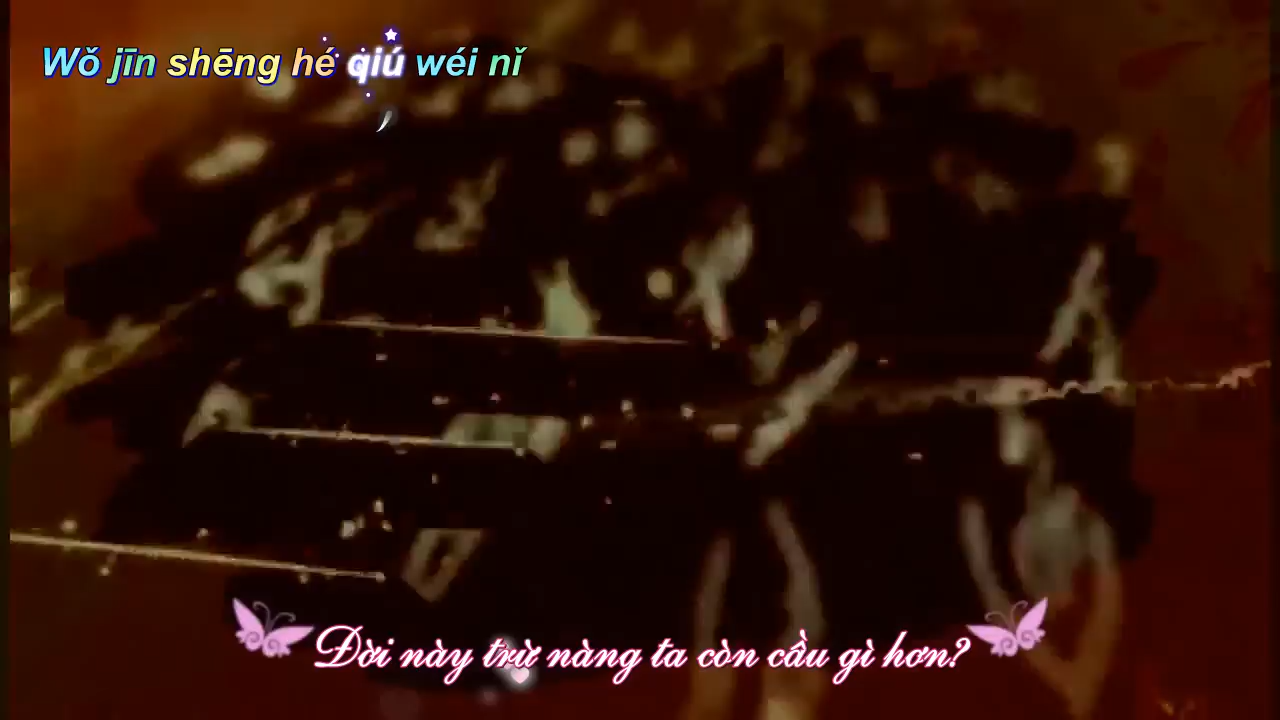 Wǒ jīn shēng hé qiú wéi nǐ
Đời này trừ nàng ta còn cầu gì hơn?